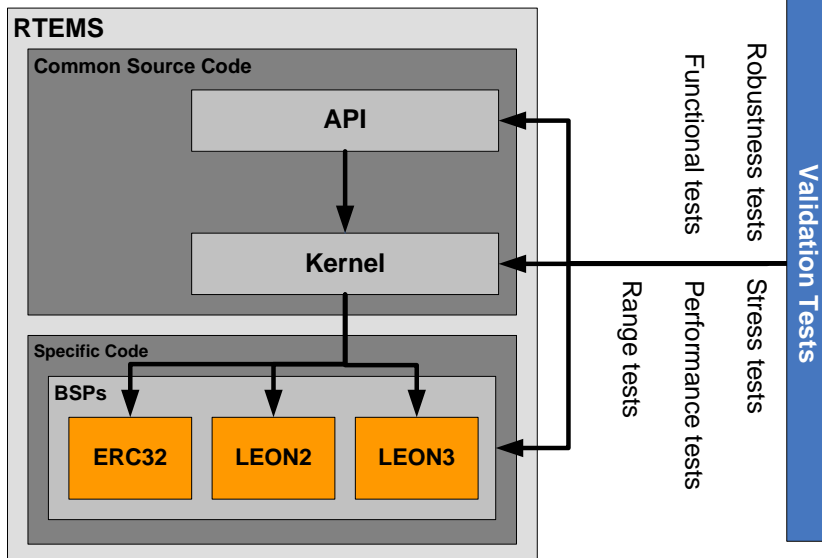 RTEMS
Common Source Code
API
Kernel
Specific Code
BSPs
ERC32
LEON2
LEON3
Robustness tests
Functional tests
Stress tests
Performance tests
Range tests
Validation Tests